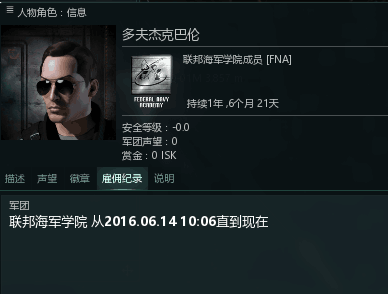 人物角色：信息
多夫杰克巴伦
联邦海军学院成员 [FNA]
FEDERAL NAVY
ACADEMY
持续1年 ,6个月 21天
安全等级：-0.0
军团声望：0
赏金：0 ISK
描述 声望 徽章 雇佣纪录 说明
军团
联邦海军学院 从2016.06.14 10:06直到现在